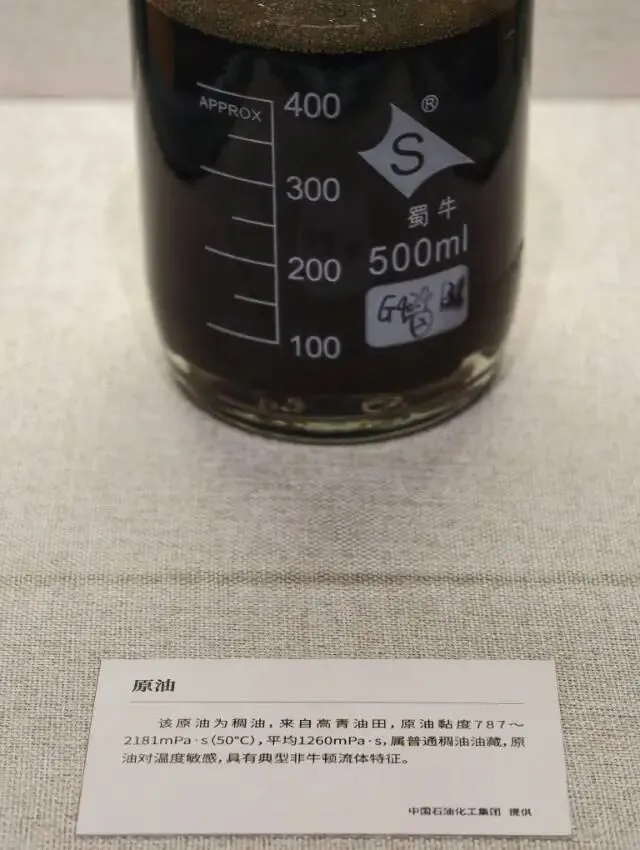 ®
S
蜀牛
APPROX 400
300
500ml
200
100
原油
该原油为稠油，来自高青油田，原油黏度787～
2181mPa·s(50℃)，平均1260mPa·s，属普通稠油油藏，原
油对温度敏感，具有典型非牛顿流体特征。
中国石油化工集团 提供